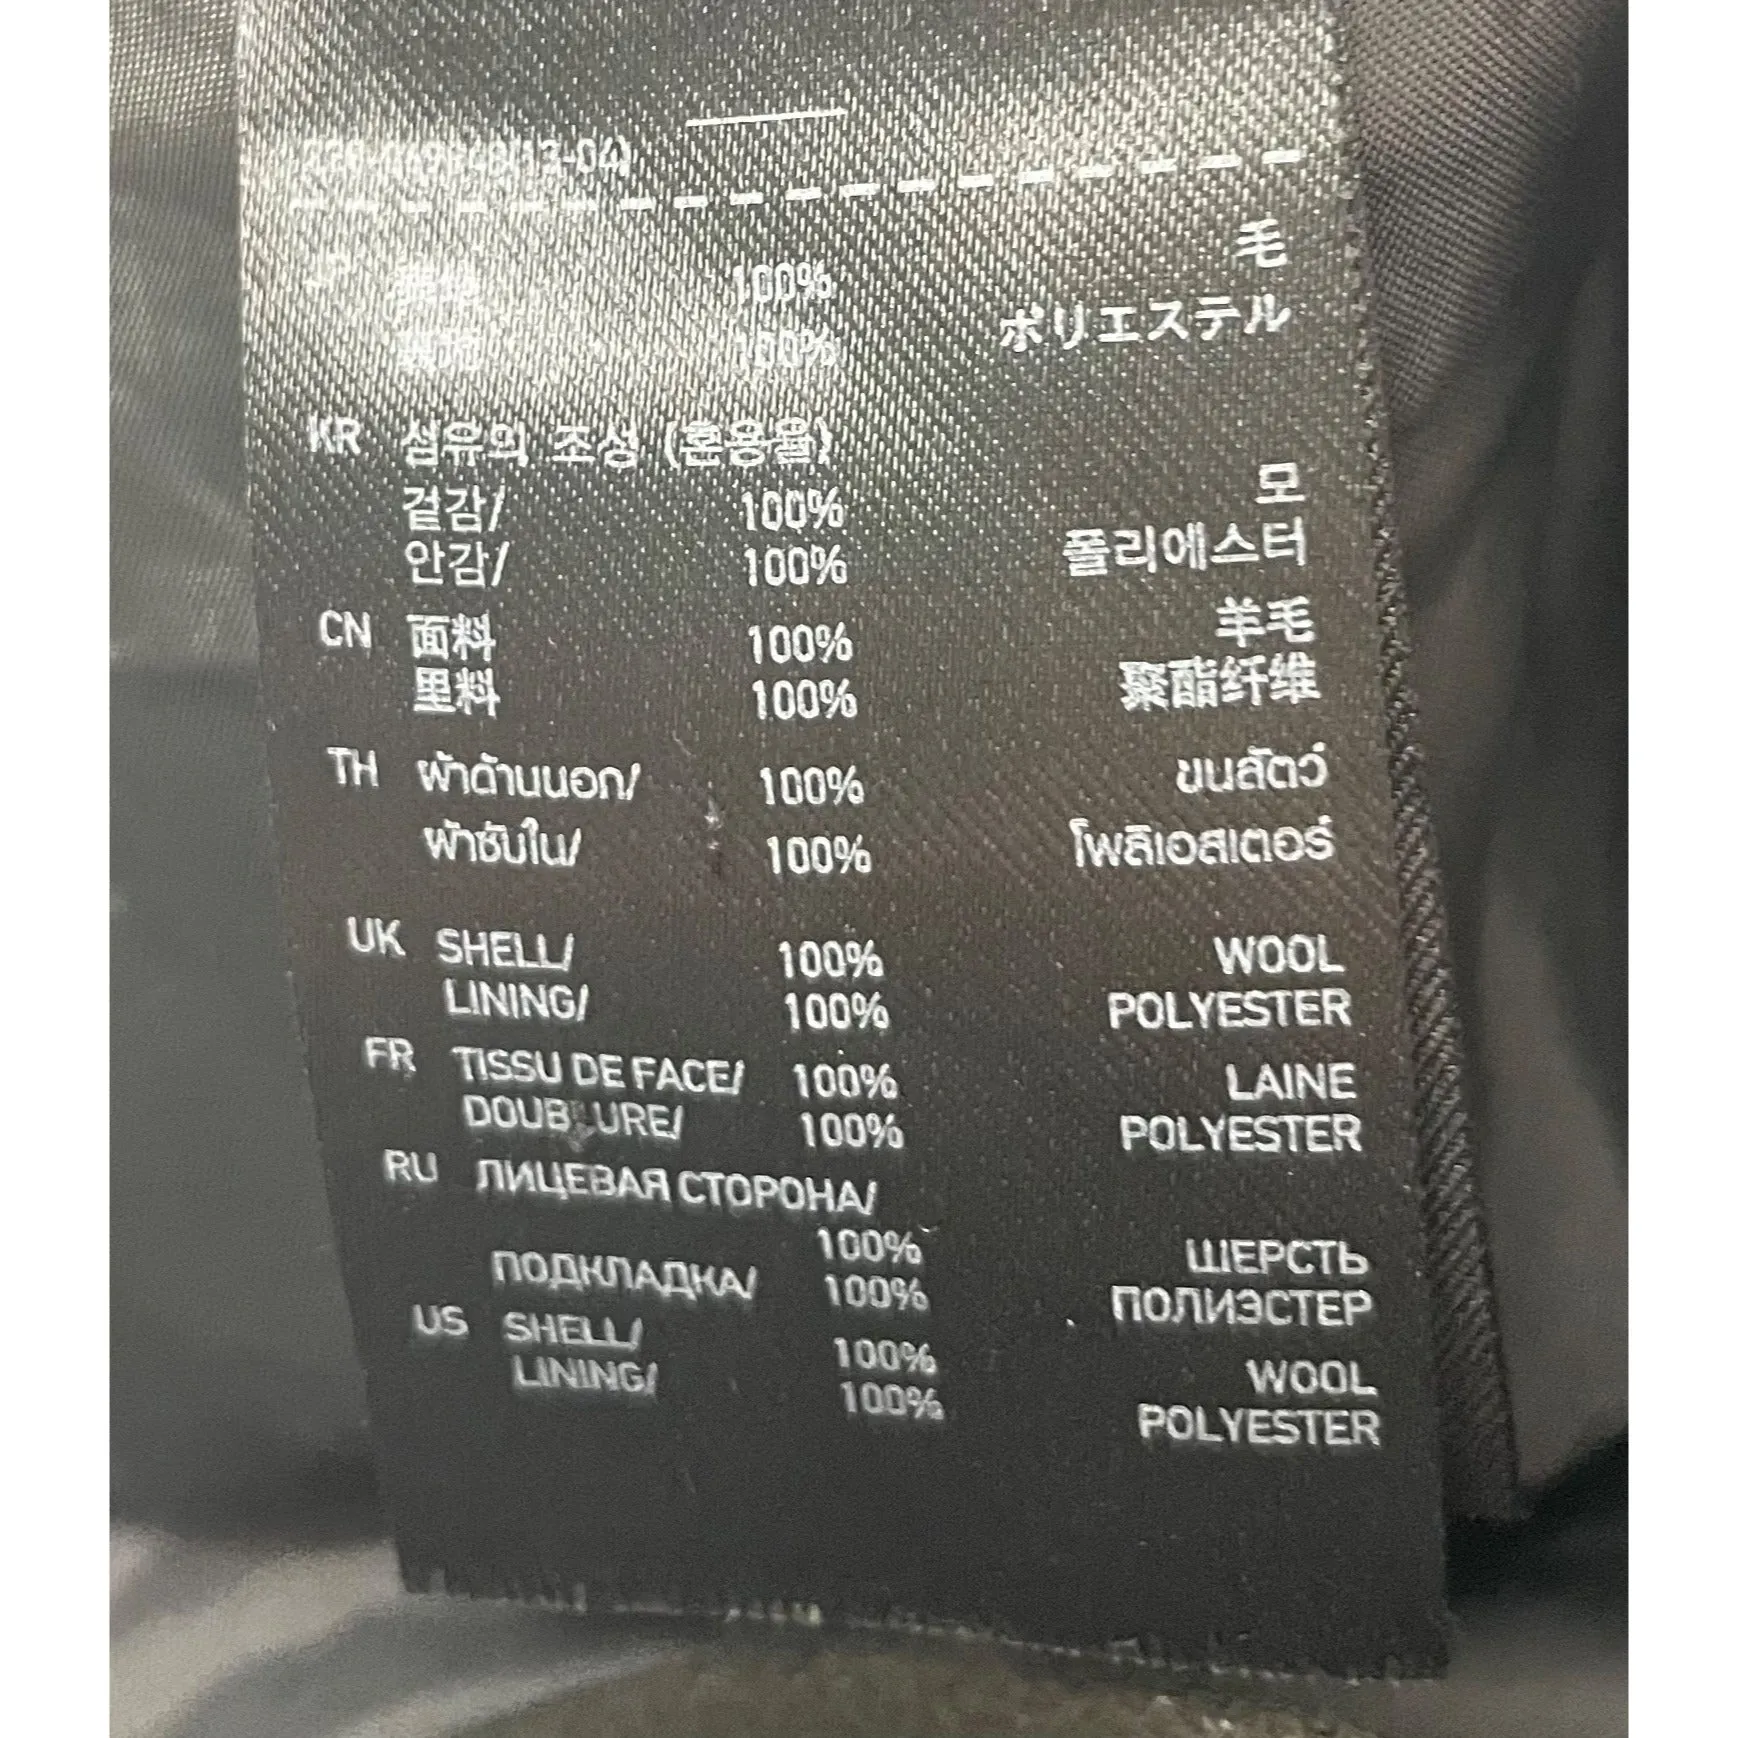 100% 毛
100% ポリエステル
KR 섬유의 조성 (혼용율)
겉감/ 100% 모
안감/ 100% 폴리에스터
CN 面料 100% 羊毛
里料 100% 聚酯纤维
TH ผ้าด้านนอก/ 100% ขนสัตว์
ผ้าซับใน/ 100% โพลิเอสเตอร์
UK SHELL/ 100% WOOL
LINING/ 100% POLYESTER
FR TISSU DE FACE/ 100% LAINE
DOUBLURE/ 100% POLYESTER
RU ЛИЦЕВАЯ СТОРОНА/
100% ШЕРСТЬ
ПОДКЛАДКА/ 100% ПОЛИЭСТЕР
US SHELL/ 100% WOOL
LINING/ 100% POLYESTER